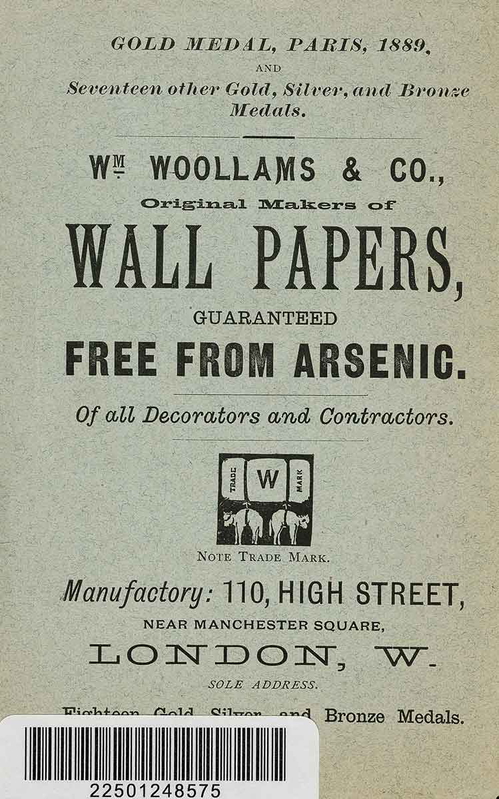 GOLD MEDAL, PARIS, 1889,
AND
Seventeen other Gold, Silver, and Bronze
Medals.
WM WOOLLAMS & CO.,
Original Makers of
WALL PAPERS,
GUARANTEED
FREE FROM ARSENIC.
Of all Decorators and Contractors.
TRADE W MARK
NOTE TRADE MARK.
Manufactory: 110, HIGH STREET,
NEAR MANCHESTER SQUARE,
LONDON, W.
SOLE ADDRESS.
Eighteen Gold, Silver, and Bronze Medals.
22501248575